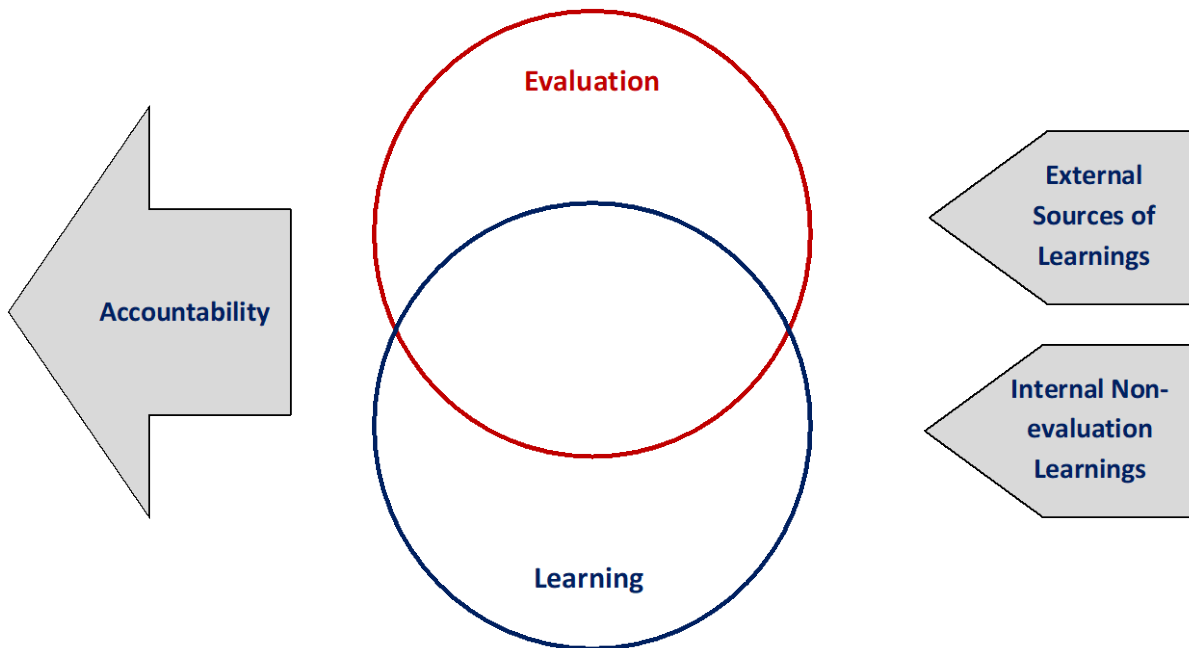 Evaluation
External
Sources of
Learnings
Accountability
Internal Non-
evaluation
Learnings
Learning